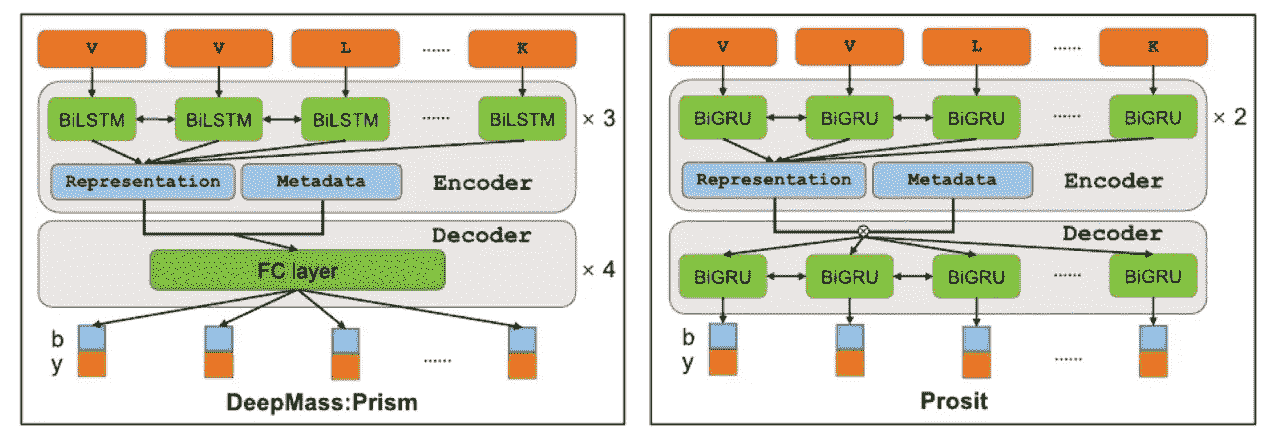 V V L ...... K
BiLSTM BiLSTM BiLSTM ...... BiLSTM × 3
Representation Metadata Encoder
Decoder
FC layer × 4
b
y ......
DeepMass:Prism
V V L ...... K
BiGRU BiGRU BiGRU ...... BiGRU × 2
Representation Metadata Encoder
Decoder
BiGRU BiGRU BiGRU ...... BiGRU
b
y ......
Prosit